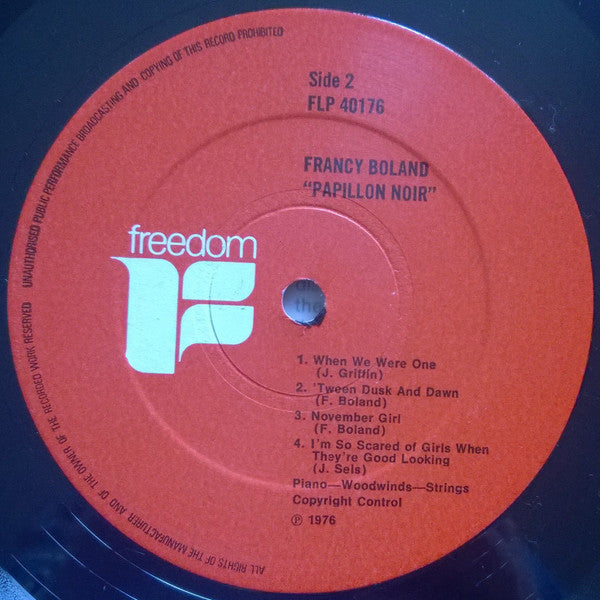 UNAUTHORISED PUBLIC PERFORMANCE BROADCASTING AND COPYING OF THIS RECORD PROHIBITED
Side 2
FLP 40176
FRANCY BOLAND
"PAPILLON NOIR"
freedom
the
1. When We Were One
(J. Griffin)
2. 'Tween Dusk And Dawn
(F. Boland)
3. November Girl
(F. Boland)
4. I'm So Scared of Girls When
They're Good Looking
(J. Sels)
Piano—Woodwinds—Strings
Copyright Control
℗ 1976
ALL RIGHTS OF THE MANUFACTURER AND OF THE OWNER OF THE RECORDED WORK RESERVED